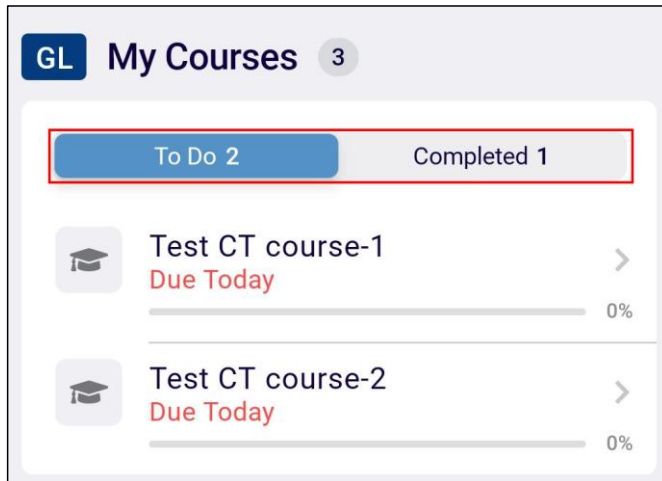 GL My Courses 3
To Do 2 Completed 1
Test CT course-1
Due Today
0%
Test CT course-2
Due Today
0%